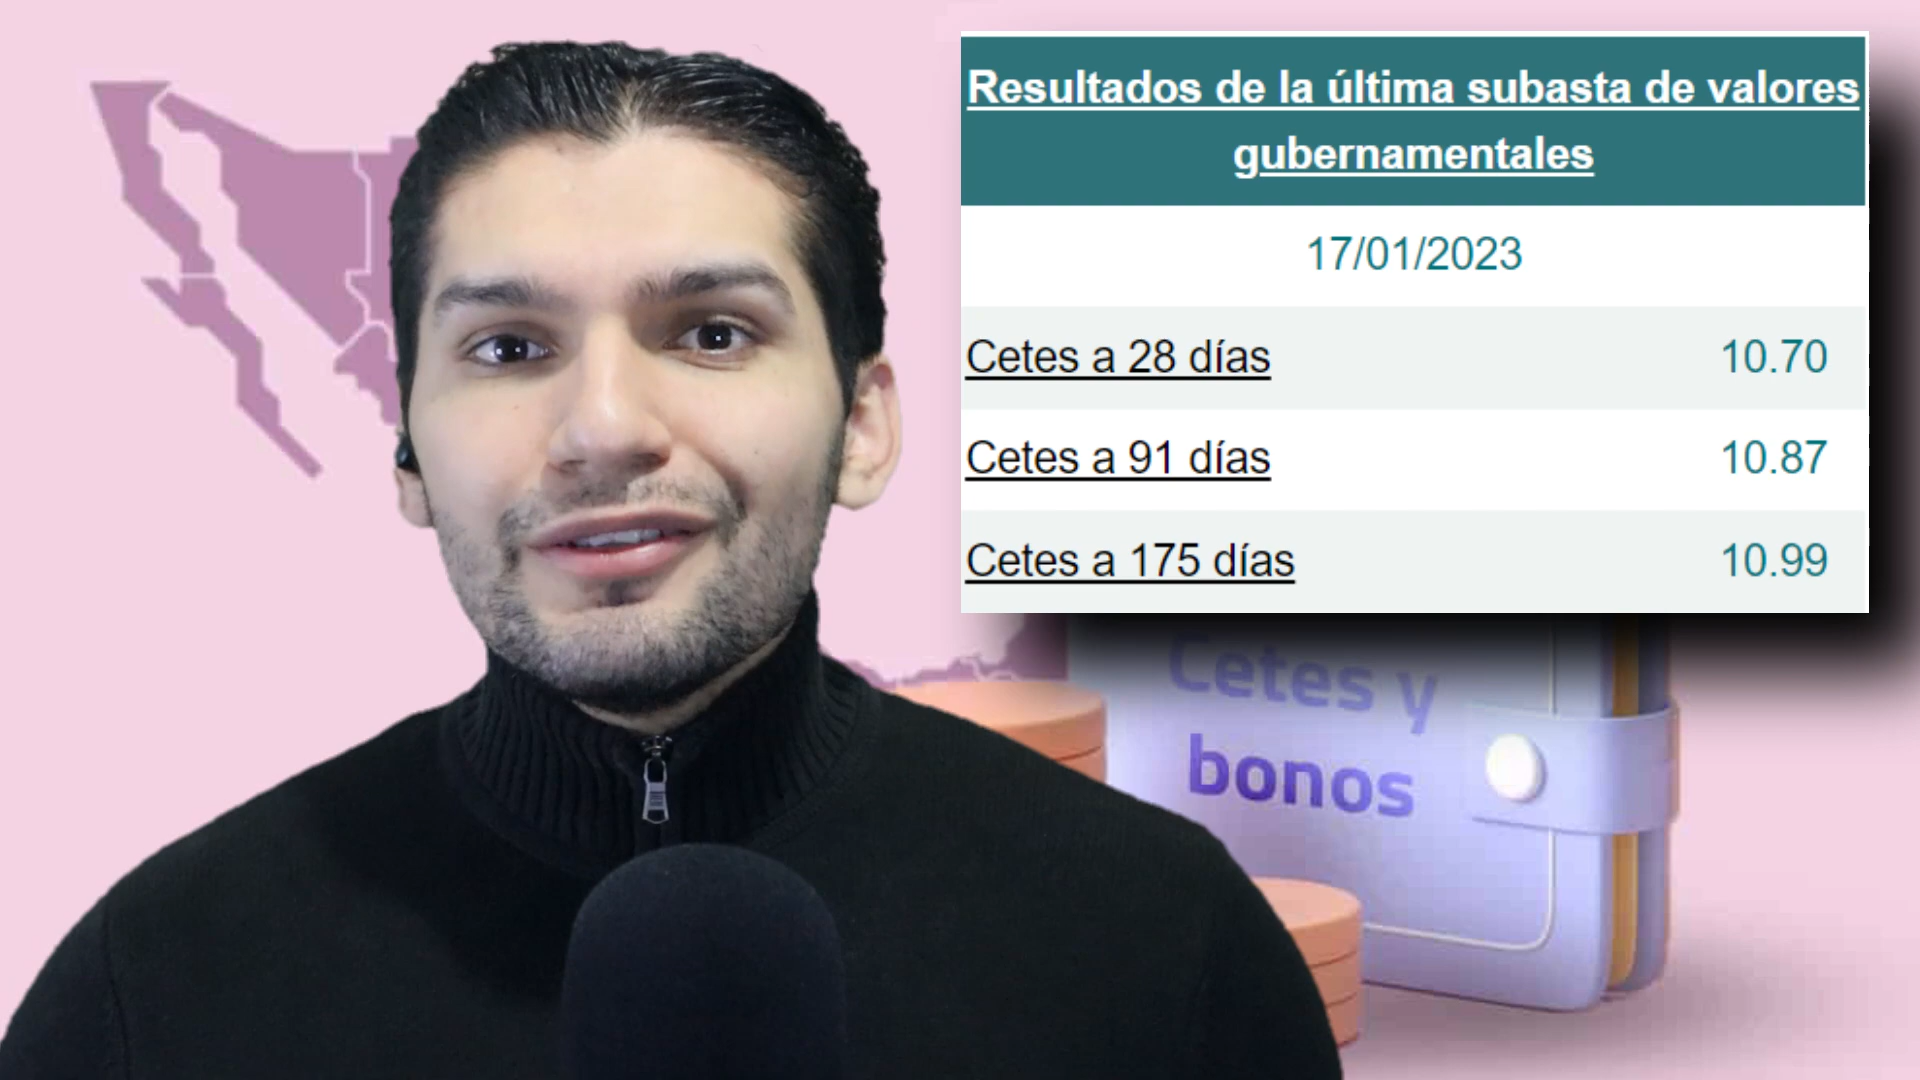 Resultados de la última subasta de valores
gubernamentales
17/01/2023
Cetes a 28 días 10.70
Cetes a 91 días 10.87
Cetes a 175 días 10.99
Cetes y
bonos